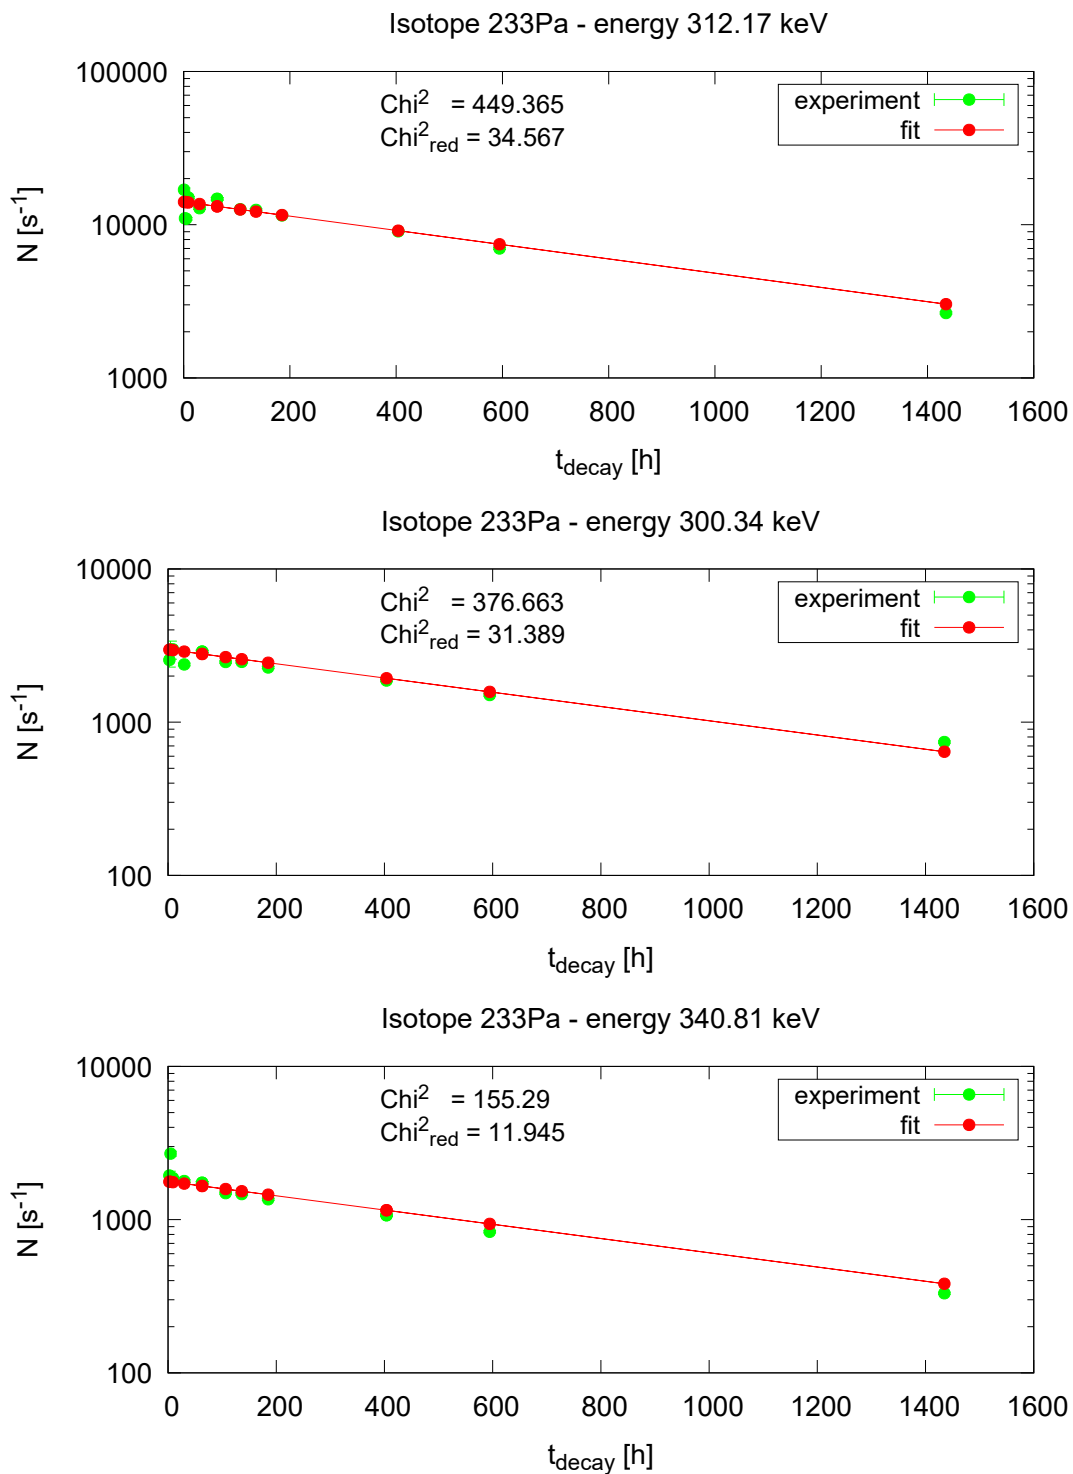 Isotope 233Pa - energy 312.17 keV
100000
Chi² = 449.365
experiment
Chi²red = 34.567
fit
N [s⁻¹]
10000
1000
0 200 400 600 800 1000 1200 1400 1600
tdecay [h]
Isotope 233Pa - energy 300.34 keV
10000
Chi² = 376.663
experiment
Chi²red = 31.389
fit
N [s⁻¹]
1000
100
0 200 400 600 800 1000 1200 1400 1600
tdecay [h]
Isotope 233Pa - energy 340.81 keV
10000
Chi² = 155.29
experiment
Chi²red = 11.945
fit
N [s⁻¹]
1000
100
0 200 400 600 800 1000 1200 1400 1600
tdecay [h]